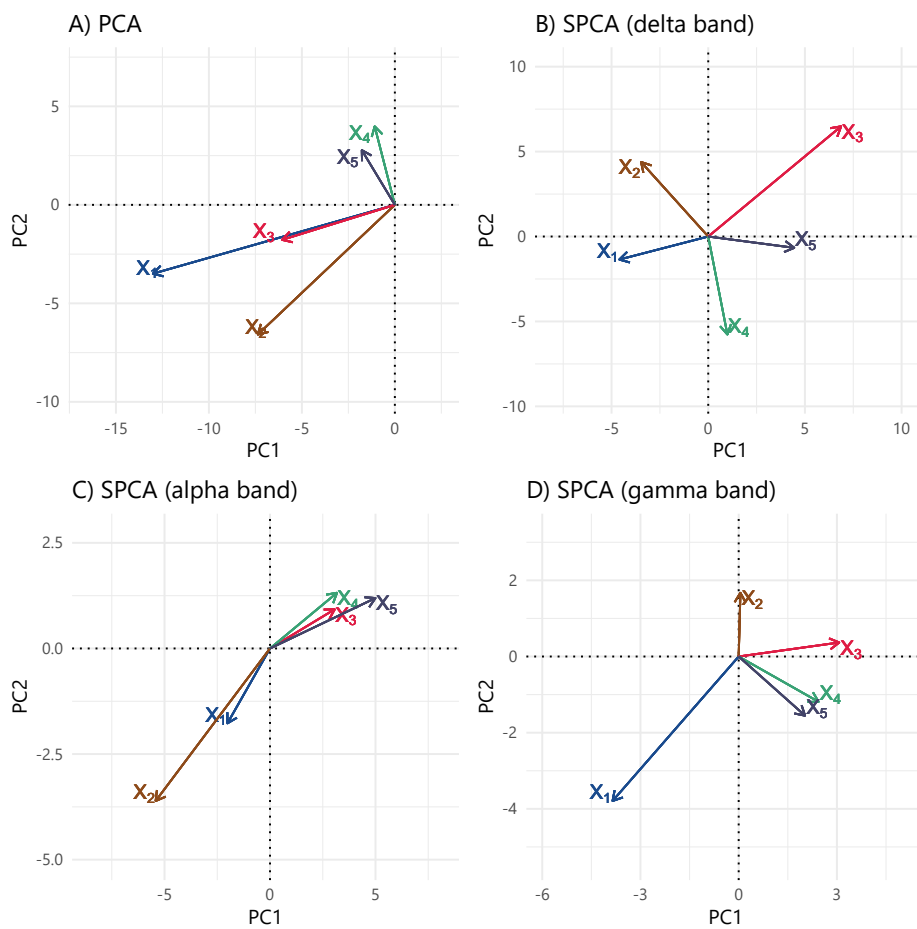 A) PCA
B) SPCA (delta band)
PC2
5
0
-5
-10
X₄
X₅
X₃
X
X₂
-15
-10
-5
0
PC1
PC2
10
5
0
-5
-10
X₃
X₂
X₅
X₁
X₄
-5
0
5
10
PC1
C) SPCA (alpha band)
D) SPCA (gamma band)
PC2
2.5
0.0
-2.5
-5.0
X₄
X₅
X₃
X₁
X₂
-5
0
5
PC1
PC2
2
0
-2
-4
X₂
X₃
X₄
X₅
X₁
-6
-3
0
3
PC1